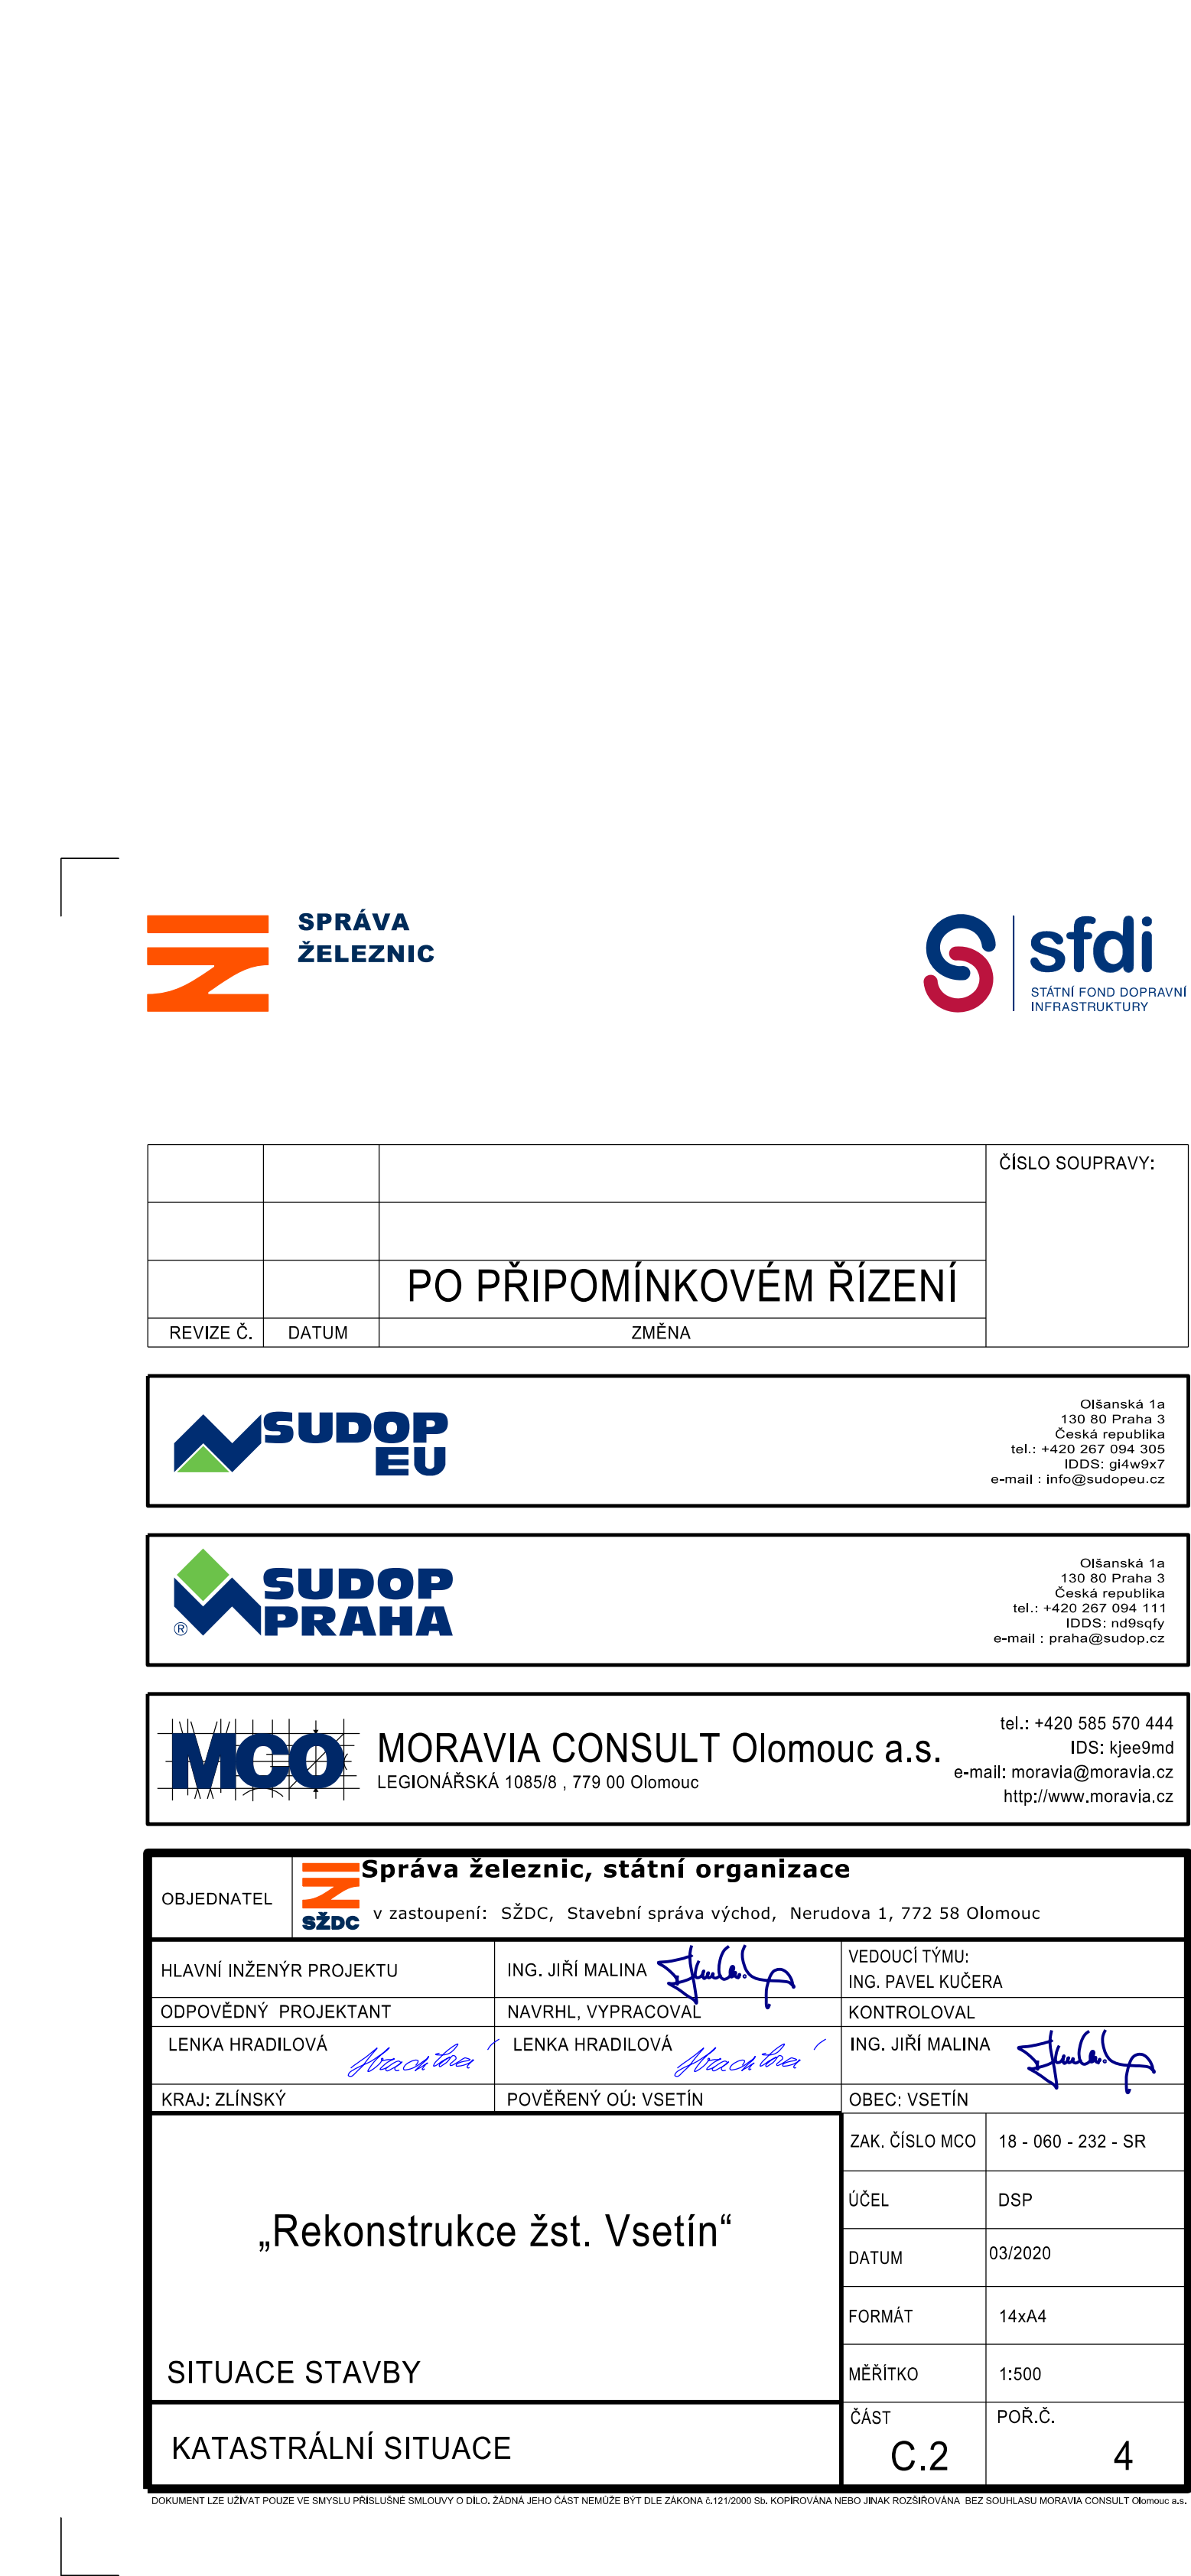 SPRÁVA
ŽELEZNIC
sfdi
STÁTNÍ FOND DOPRAVNÍ
INFRASTRUKTURY
ČÍSLO SOUPRAVY:
PO PŘIPOMÍNKOVÉM ŘÍZENÍ
REVIZE Č. DATUM ZMĚNA
SUDOP
EU
Olšanská 1a
130 80 Praha 3
Česká republika
tel.: +420 267 094 305
IDDS: gi4w9x7
e-mail : info@sudopeu.cz
SUDOP
PRAHA
®
Olšanská 1a
130 80 Praha 3
Česká republika
tel.: +420 267 094 111
IDDS: nd9sqfy
e-mail : praha@sudop.cz
MCO
MORAVIA CONSULT Olomouc a.s.
LEGIONÁŘSKÁ 1085/8 , 779 00 Olomouc
tel.: +420 585 570 444
IDS: kjee9md
e-mail: moravia@moravia.cz
http://www.moravia.cz
OBJEDNATEL
SŽDC
Správa železnic, státní organizace
v zastoupení: SŽDC, Stavební správa východ, Nerudova 1, 772 58 Olomouc
HLAVNÍ INŽENÝR PROJEKTU
ING. JIŘÍ MALINA
VEDOUCÍ TÝMU:
ING. PAVEL KUČERA
ODPOVĚDNÝ PROJEKTANT
NAVRHL, VYPRACOVAL
KONTROLOVAL
LENKA HRADILOVÁ
LENKA HRADILOVÁ
ING. JIŘÍ MALINA
KRAJ: ZLÍNSKÝ
POVĚŘENÝ OÚ: VSETÍN
OBEC: VSETÍN
„Rekonstrukce žst. Vsetín“
SITUACE STAVBY
KATASTRÁLNÍ SITUACE
ZAK. ČÍSLO MCO 18 - 060 - 232 - SR
ÚČEL DSP
DATUM 03/2020
FORMÁT 14xA4
MĚŘÍTKO 1:500
ČÁST POŘ.Č.
C.2 4
DOKUMENT LZE UŽÍVAT POUZE VE SMYSLU PŘÍSLUŠNÉ SMLOUVY O DÍLO. ŽÁDNÁ JEHO ČÁST NEMŮŽE BÝT DLE ZÁKONA č.121/2000 Sb. KOPÍROVÁNA NEBO JINAK ROZŠIŘOVÁNA BEZ SOUHLASU MORAVIA CONSULT Olomouc a.s.